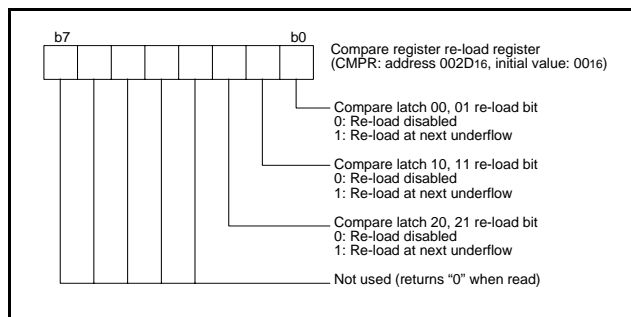 b7 b0
Compare register re-load register
(CMPR: address 002D16, initial value: 0016)
Compare latch 00, 01 re-load bit
0: Re-load disabled
1: Re-load at next underflow
Compare latch 10, 11 re-load bit
0: Re-load disabled
1: Re-load at next underflow
Compare latch 20, 21 re-load bit
0: Re-load disabled
1: Re-load at next underflow
Not used (returns “0” when read)